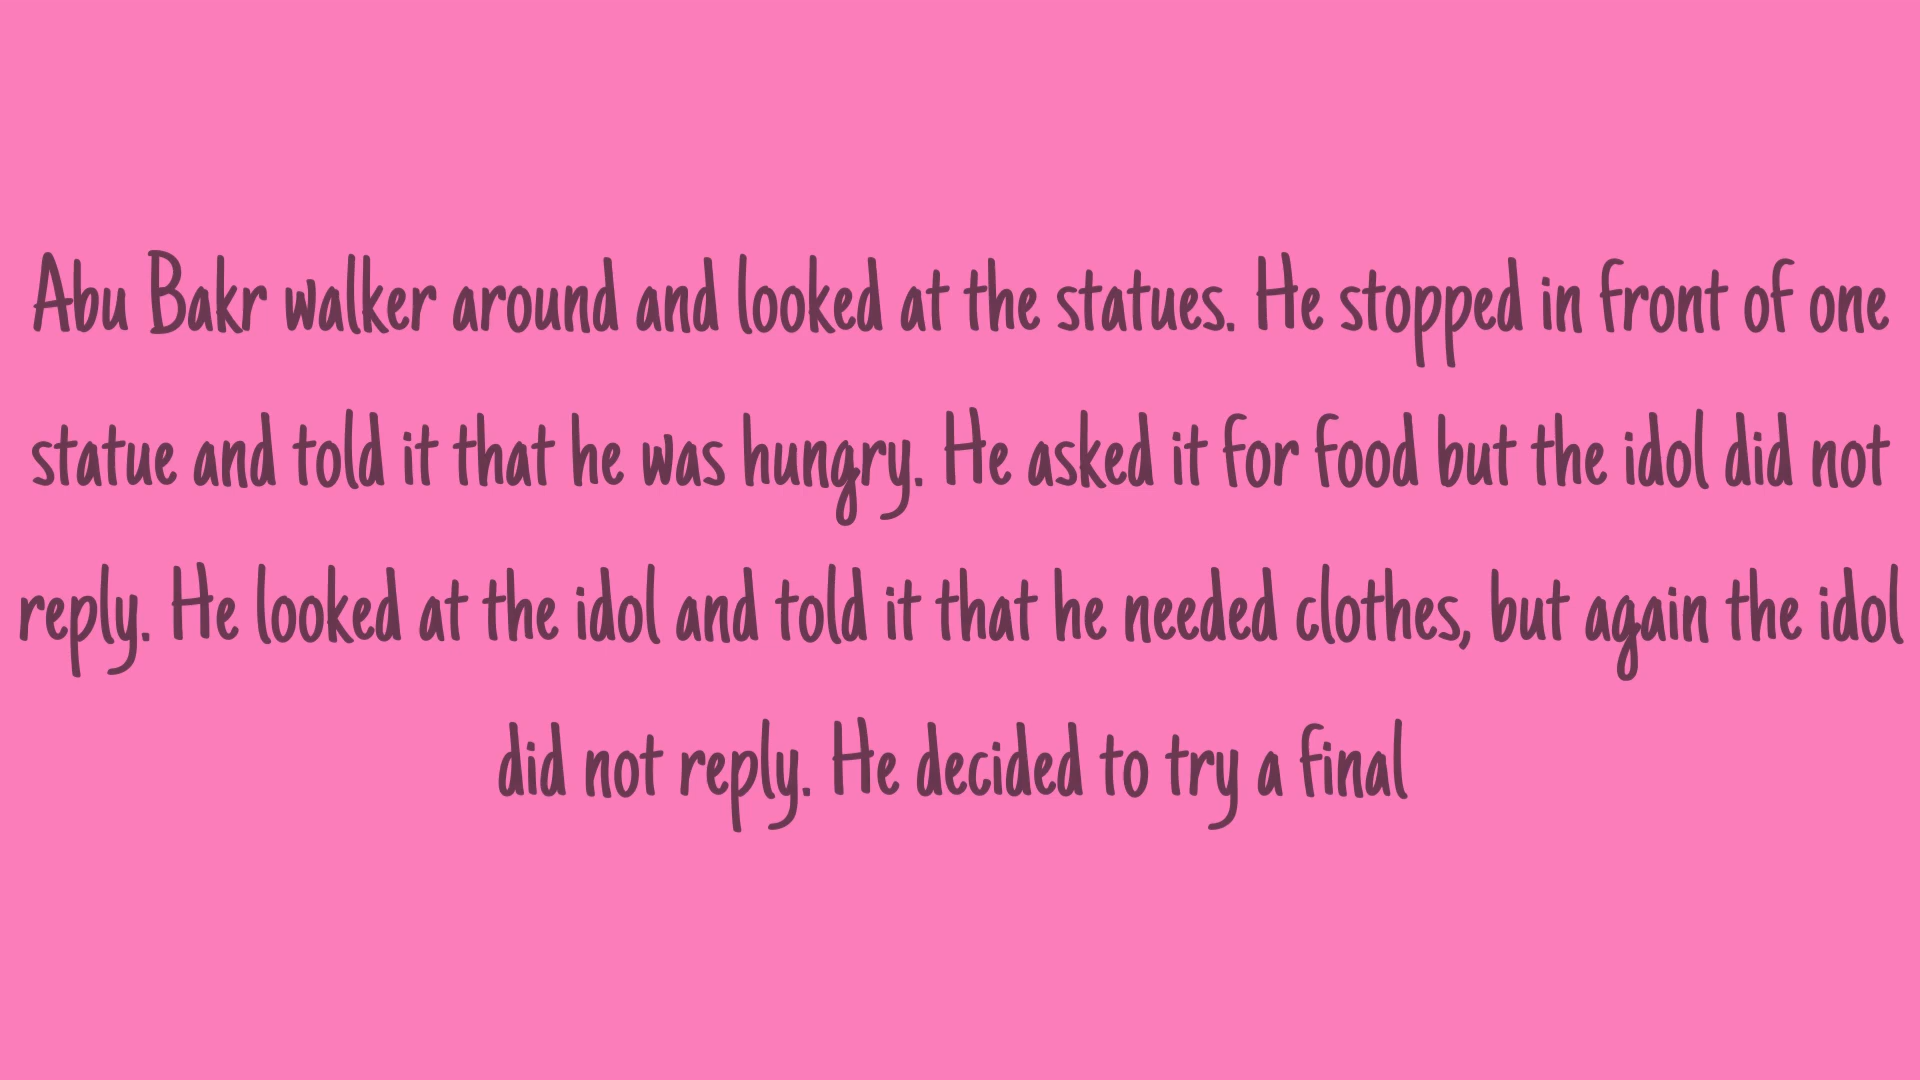 Abu Bakr walker around and looked at the statues. He stopped in front of one
statue and told it that he was hungry. He asked it for food but the idol did not
reply. He looked at the idol and told it that he needed clothes, but again the idol
did not reply. He decided to try a final